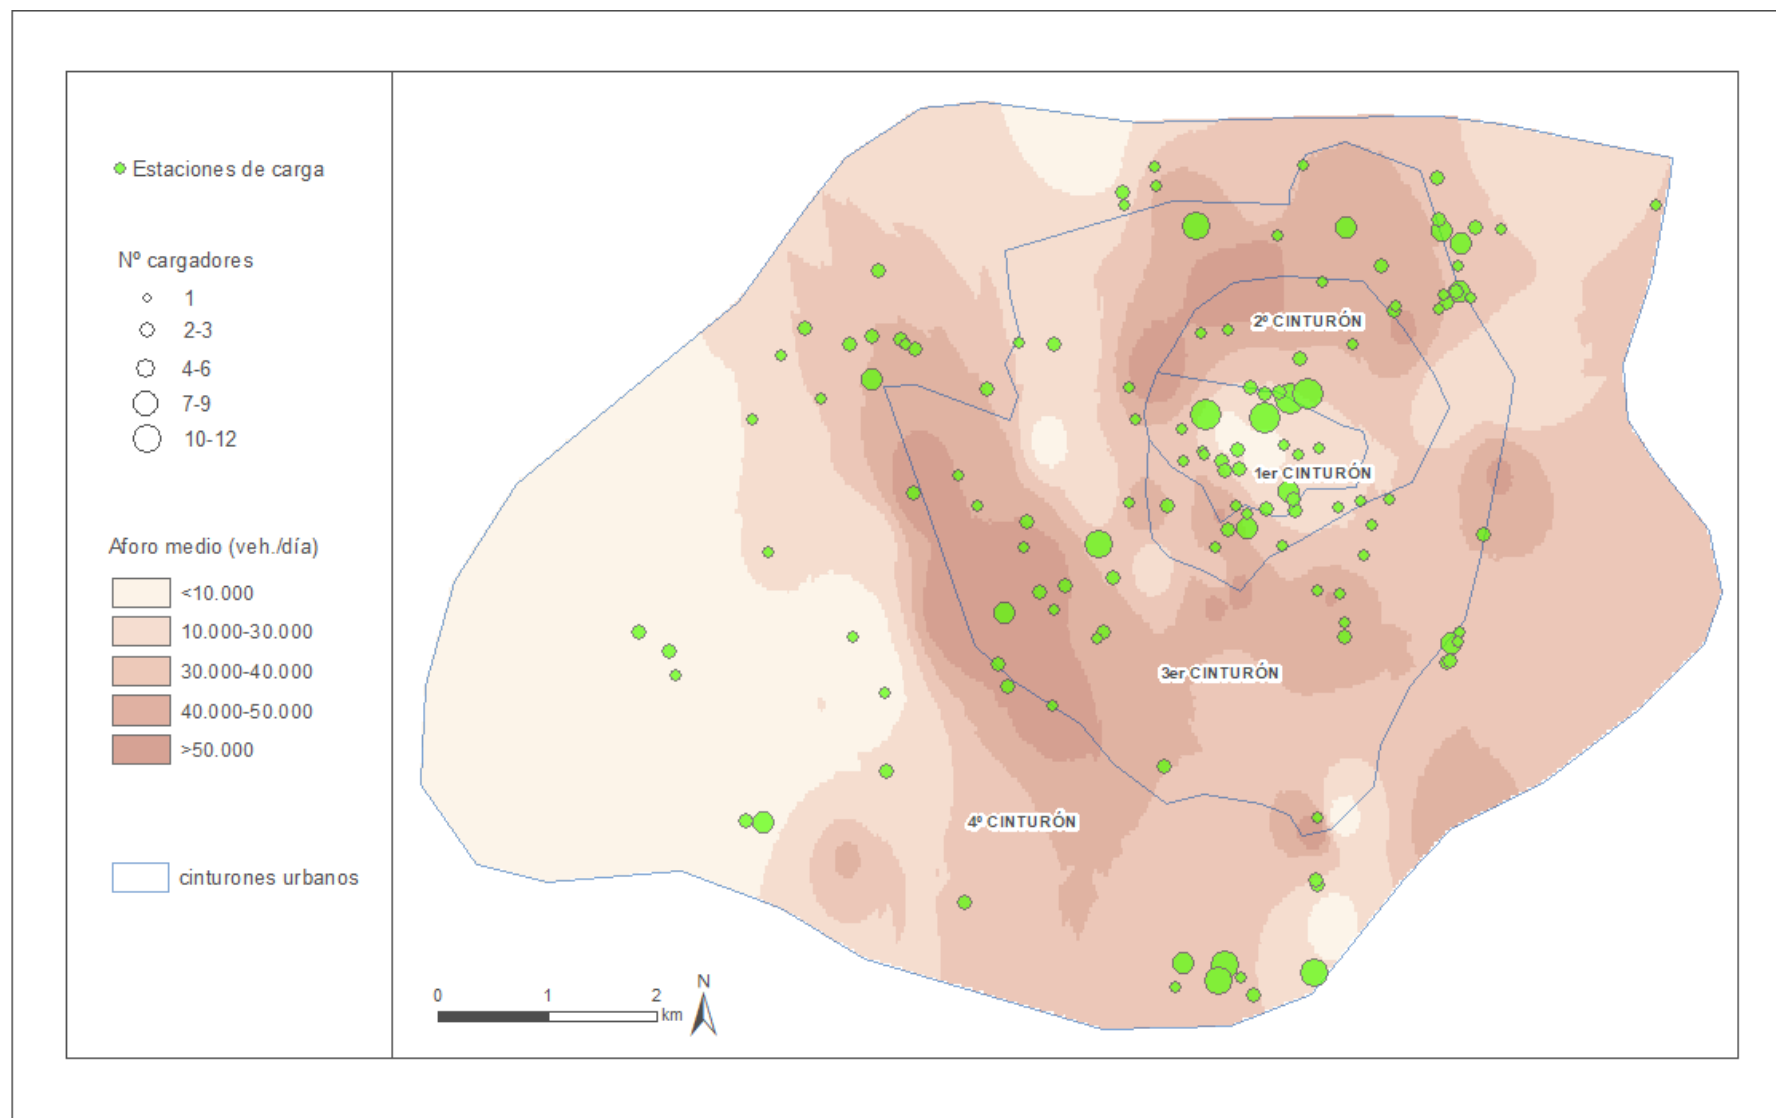 Estaciones de carga
Nº cargadores
1
2-3
4-6
7-9
10-12
Aforo medio (veh./día)
<10.000
10.000-30.000
30.000-40.000
40.000-50.000
>50.000
cinturones urbanos
2º CINTURÓN
1er CINTURÓN
3er CINTURÓN
4º CINTURÓN
0 1 2
km
N